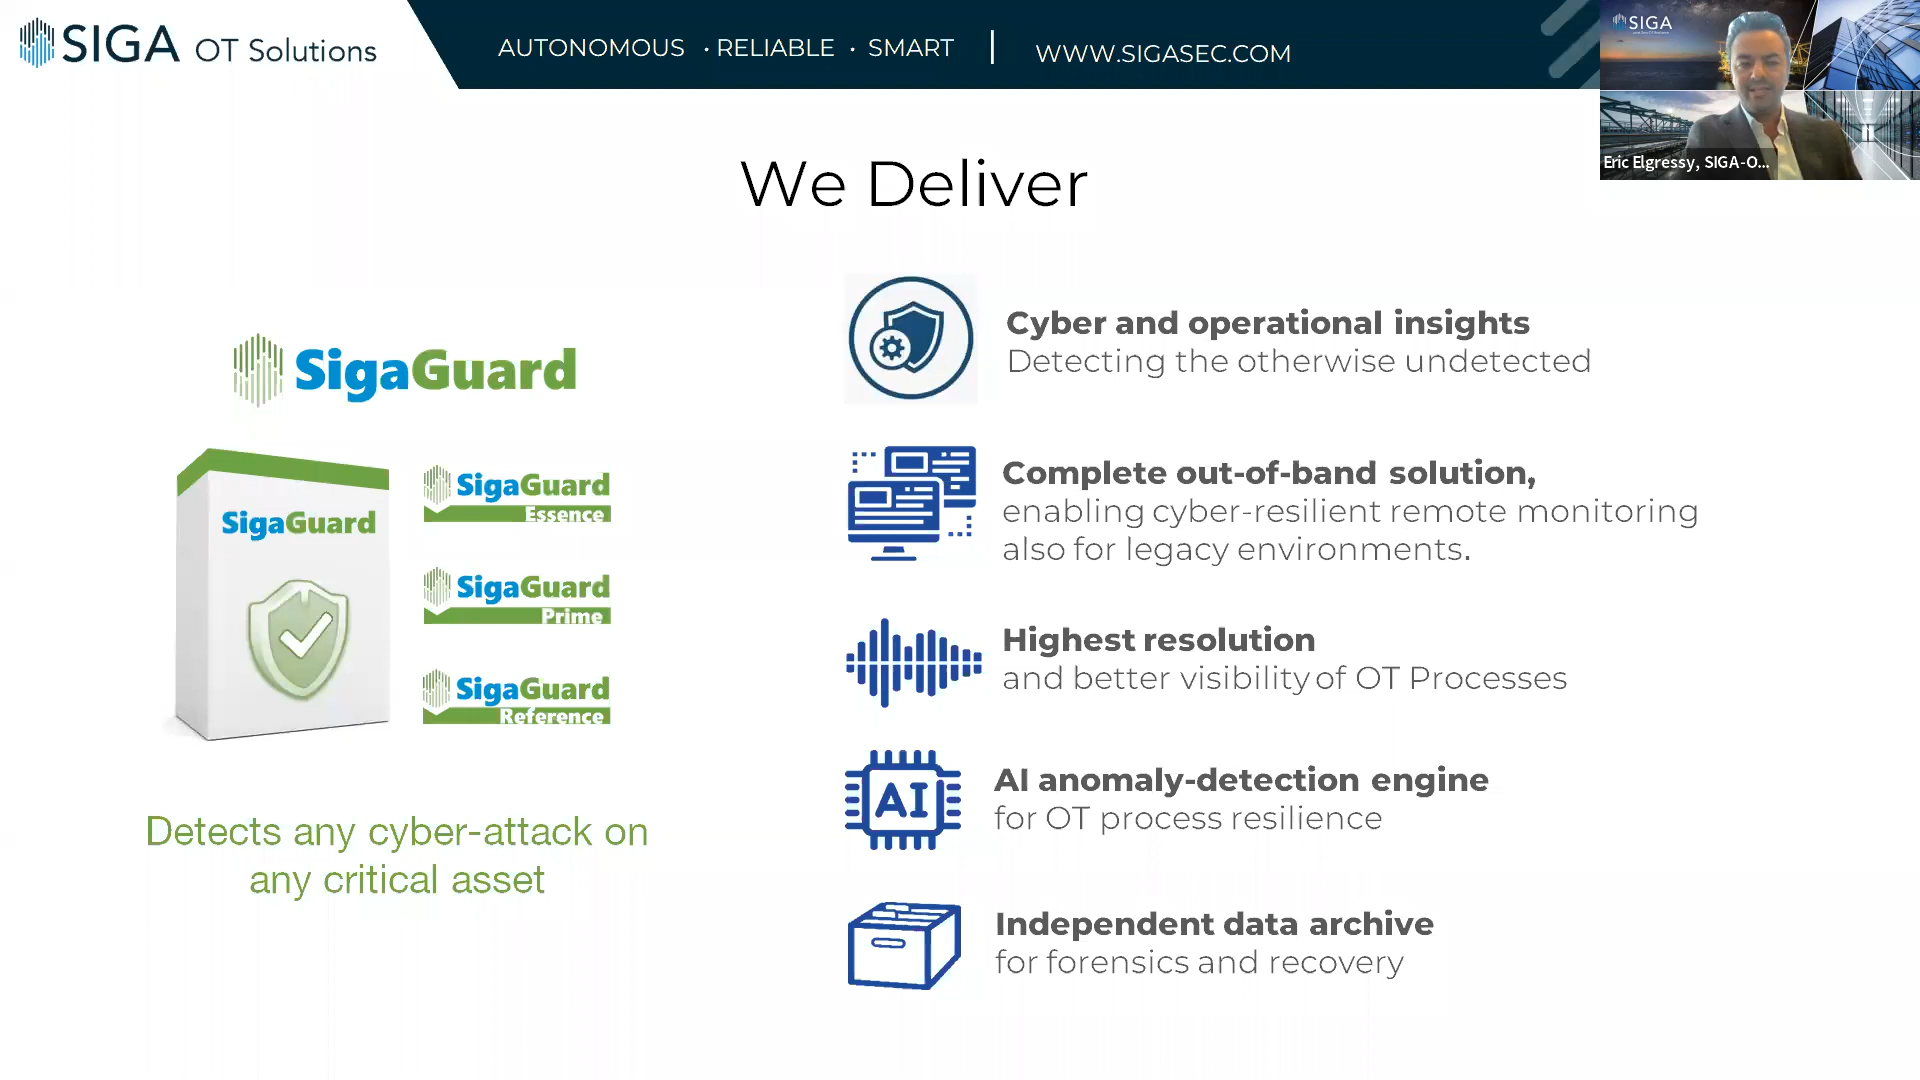 SIGA OT Solutions
AUTONOMOUS · RELIABLE · SMART | WWW.SIGASEC.COM
SIGA
Eric Elgressy, SIGA-O...
We Deliver
SigaGuard
SigaGuard
SigaGuard
Essence
SigaGuard
Prime
SigaGuard
Reference
Detects any cyber-attack on
any critical asset
Cyber and operational insights
Detecting the otherwise undetected
Complete out-of-band solution,
enabling cyber-resilient remote monitoring
also for legacy environments.
Highest resolution
and better visibility of OT Processes
AI
AI anomaly-detection engine
for OT process resilience
Independent data archive
for forensics and recovery